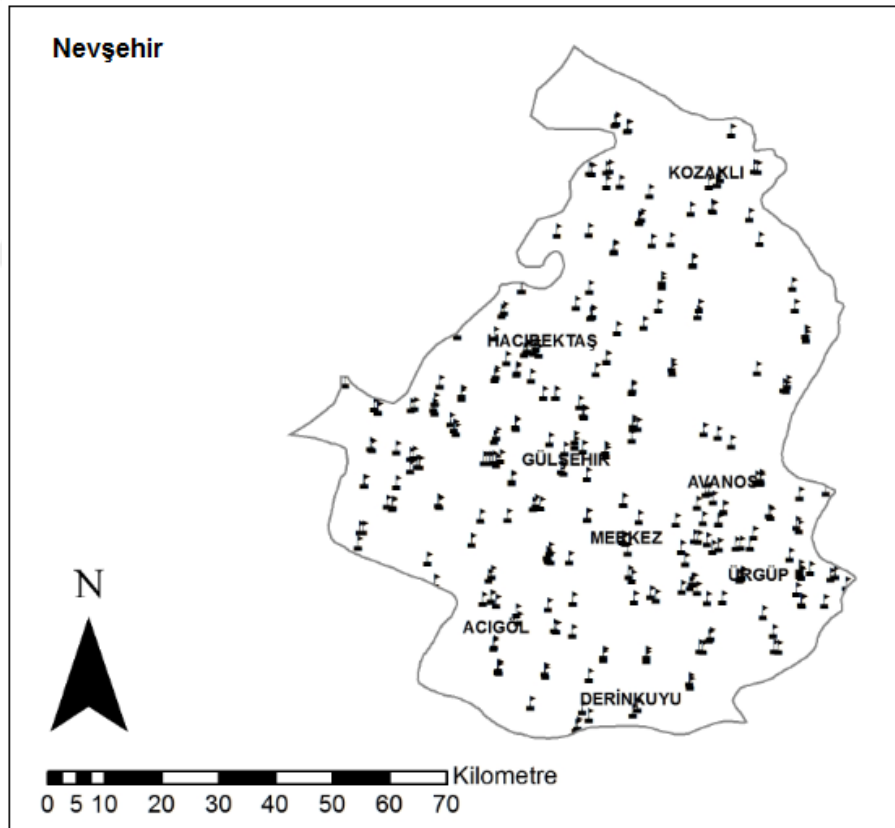 Nevşehir
KOZAKLI
HACIBEKTAŞ
GÜLŞEHIR
AVANOS
MERKEZ
ÜRGÜP
ACIGÖL
DERİNKUYU
N
Kilometre
0 5 10 20 30 40 50 60 70